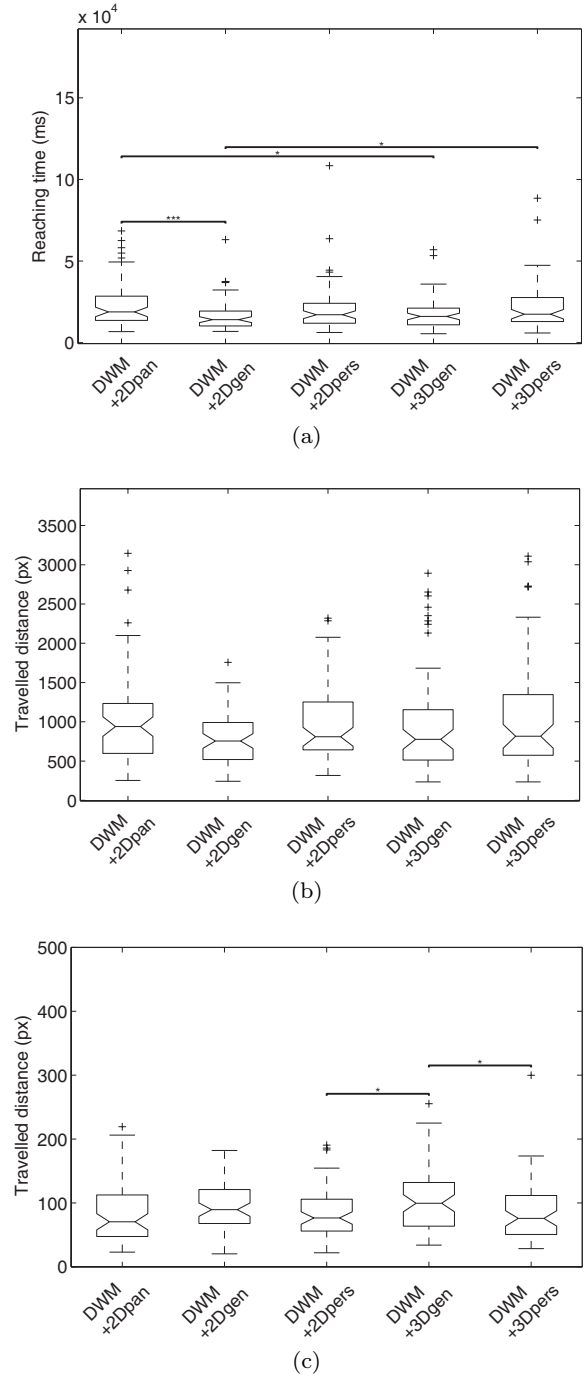 x 10⁴
15
10
5
0
Reaching time (ms)
***
*
*
DWM
+2Dpan
DWM
+2Dgen
DWM
+2Dpers
DWM
+3Dgen
DWM
+3Dpers
(a)
3500
3000
2500
2000
1500
1000
500
0
Travelled distance (px)
DWM
+2Dpan
DWM
+2Dgen
DWM
+2Dpers
DWM
+3Dgen
DWM
+3Dpers
(b)
500
400
300
200
100
0
Travelled distance (px)
*
*
DWM
+2Dpan
DWM
+2Dgen
DWM
+2Dpers
DWM
+3Dgen
DWM
+3Dpers
(c)